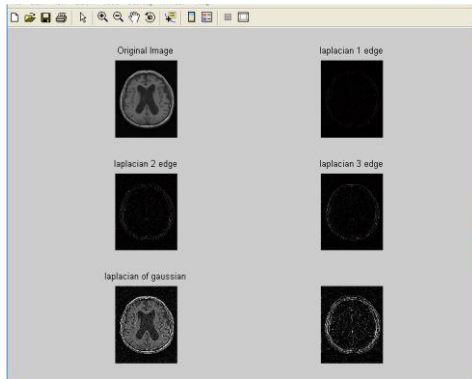 Original Image
laplacian 1 edge
laplacian 2 edge
laplacian 3 edge
laplacian of gaussian